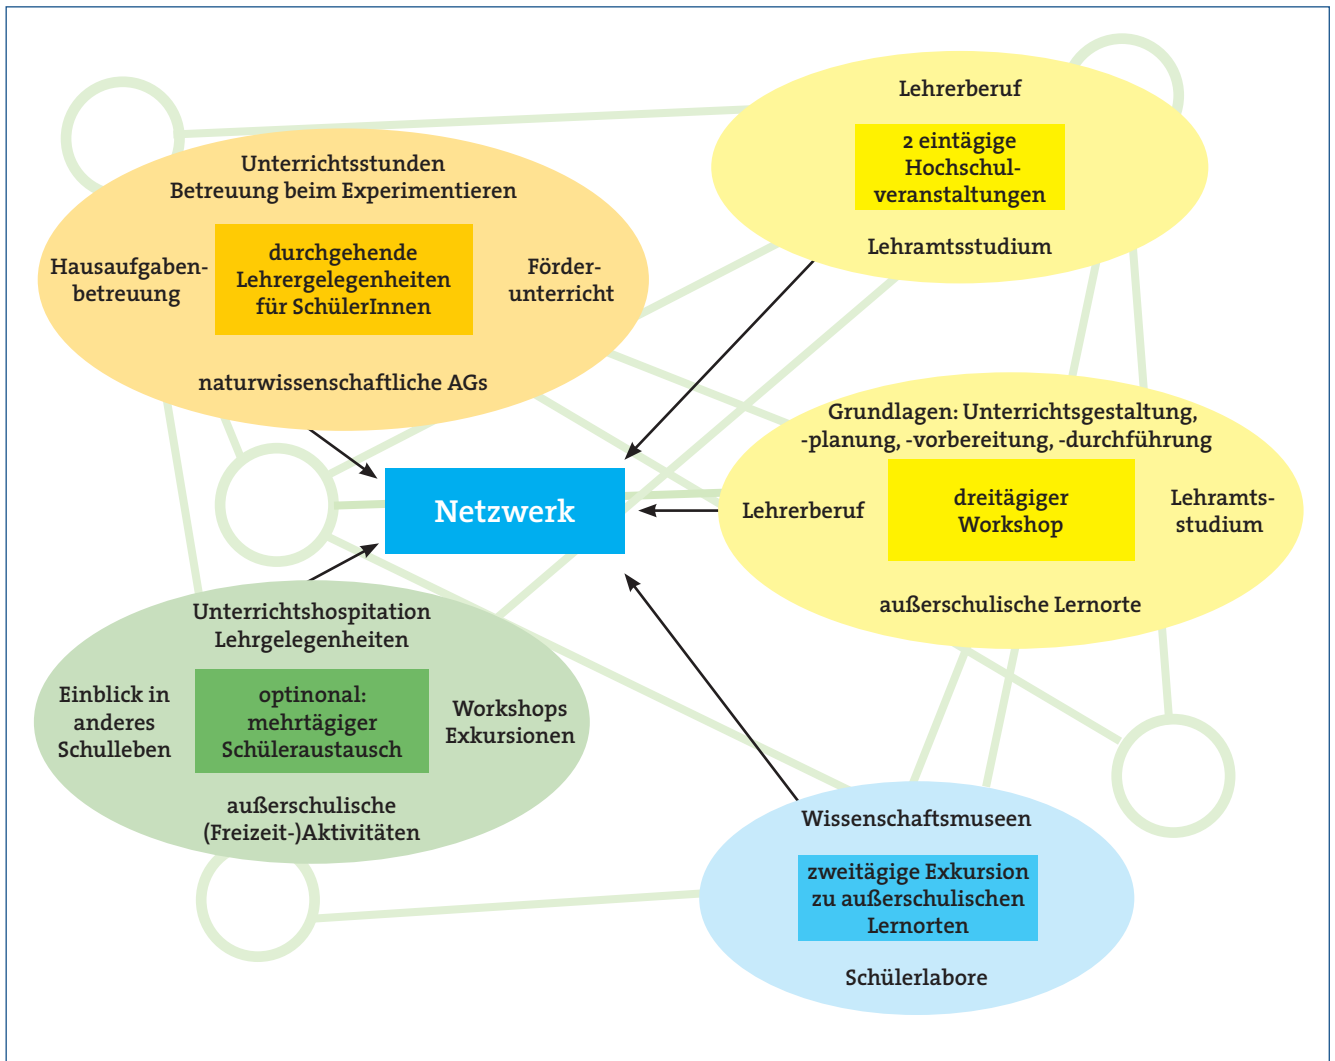 Unterrichtsstunden
Betreuung beim Experimentieren
Hausaufgaben-
betreuung
durchgehende
Lehrergelegenheiten
für SchülerInnen
Förder-
unterricht
naturwissenschaftliche AGs
Lehrerberuf
2 eintägige
Hochschul-
veranstaltungen
Lehramtsstudium
Netzwerk
Grundlagen: Unterrichtsgestaltung,
-planung, -vorbereitung, -durchführung
Lehrerberuf
dreitägiger
Workshop
Lehramts-
studium
außerschulische Lernorte
Unterrichtshospitation
Lehrgelegenheiten
Einblick in
anderes
Schulleben
optinonal:
mehrtägiger
Schüleraustausch
Workshops
Exkursionen
außerschulische
(Freizeit-)Aktivitäten
Wissenschaftsmuseen
zweitägige Exkursion
zu außerschulischen
Lernorten
Schülerlabore